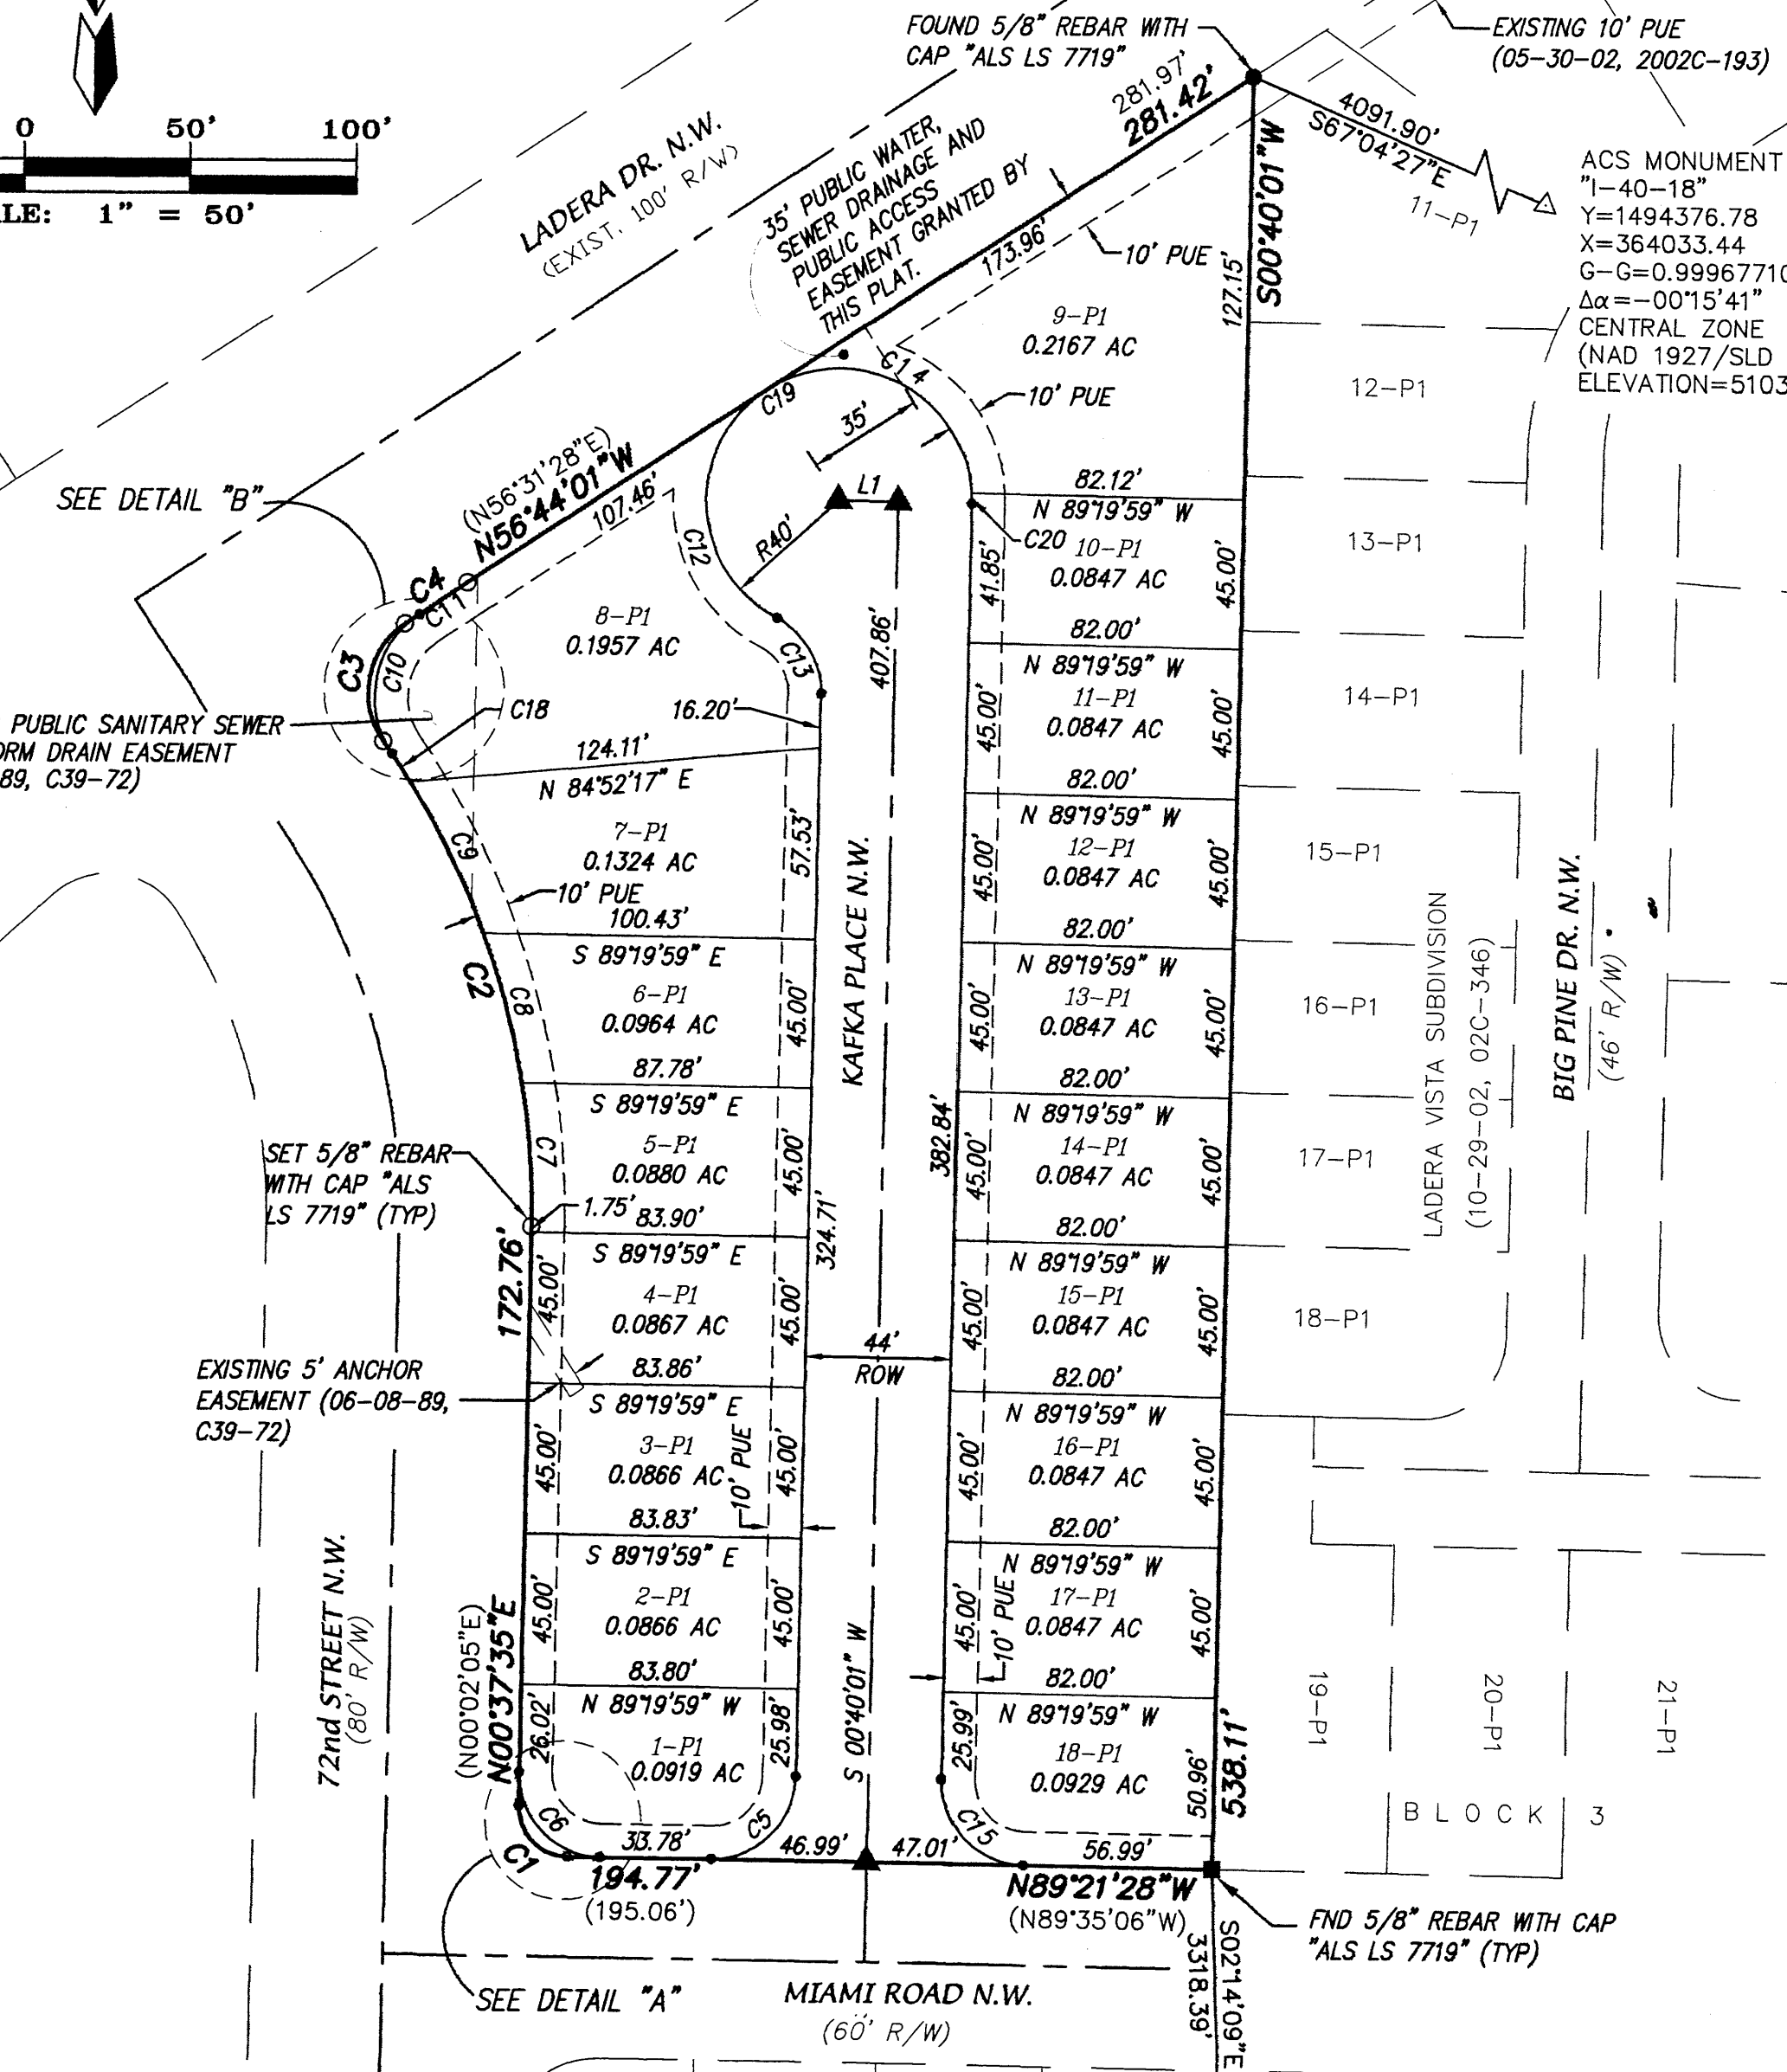 0 50' 100'
LE: 1" = 50'
FOUND 5/8" REBAR WITH
CAP "ALS LS 7719"
EXISTING 10' PUE
(05-30-02, 2002C-193)
281.97'
281.42'
4091.90'
S67°04'27"E
11-P1
ACS MONUMENT
"I-40-18"
Y=1494376.78
X=364033.44
G-G=0.9996771
Δα=-00°15'41"
CENTRAL ZONE
(NAD 1927/SLD
ELEVATION=5103
LADERA DR. N.W.
(EXIST. 100' R/W)
35' PUBLIC WATER,
SEWER DRAINAGE AND
PUBLIC ACCESS
EASEMENT GRANTED BY
THIS PLAT.
173.96'
10' PUE
127.15'
S00°40'01"W
9-P1
0.2167 AC
C14
10' PUE
C19
35'
12-P1
SEE DETAIL "B"
(N56°31'28"E)
N56°44'01"W
107.46'
C12
R40'
L1
82.12'
N 89°19'59" W
C20
10-P1
0.0847 AC
41.85'
45.00'
82.00'
13-P1
C4
C11
C3
C10
8-P1
0.1957 AC
C13
407.86'
N 89°19'59" W
11-P1
0.0847 AC
45.00'
45.00'
82.00'
14-P1
PUBLIC SANITARY SEWER
ORM DRAIN EASEMENT
89, C39-72)
C18
16.20'
124.11'
N 84°52'17" E
7-P1
0.1324 AC
57.53'
C9
10' PUE
100.43'
N 89°19'59" W
12-P1
0.0847 AC
45.00'
45.00'
82.00'
15-P1
KAFKA PLACE N.W.
C2
C8
S 89°19'59" E
6-P1
0.0964 AC
45.00'
87.78'
N 89°19'59" W
13-P1
0.0847 AC
45.00'
45.00'
82.00'
16-P1
LADERA VISTA SUBDIVISION
(10-29-02, 02C-346)
BIG PINE DR. N.W.
(46' R/W)
SET 5/8" REBAR
WITH CAP "ALS
LS 7719" (TYP)
C7
S 89°19'59" E
5-P1
0.0880 AC
45.00'
1.75'
83.90'
324.71'
382.84'
N 89°19'59" W
14-P1
0.0847 AC
45.00'
45.00'
82.00'
17-P1
172.76'
45.00'
S 89°19'59" E
4-P1
0.0867 AC
45.00'
83.86'
44'
ROW
N 89°19'59" W
15-P1
0.0847 AC
45.00'
45.00'
82.00'
18-P1
EXISTING 5' ANCHOR
EASEMENT (06-08-89,
C39-72)
45.00'
S 89°19'59" E
3-P1
0.0866 AC
10' PUE
45.00'
83.83'
N 89°19'59" W
16-P1
0.0847 AC
45.00'
45.00'
82.00'
72nd STREET N.W.
(80' R/W)
(N00°02'05"E)
N00°37'35"E
45.00'
S 89°19'59" E
2-P1
0.0866 AC
45.00'
83.80'
S 00°40'01" W
N 89°19'59" W
17-P1
0.0847 AC
45.00'
10' PUE
45.00'
82.00'
26.02'
N 89°19'59" W
1-P1
0.0919 AC
25.98'
25.99'
N 89°19'59" W
18-P1
0.0929 AC
50.96'
538.11'
19-P1
20-P1
21-P1
BLOCK 3
C1
C6
33.78'
C5
46.99'
47.01'
C15
56.99'
194.77'
(195.06')
N89°21'28"W
(N89°35'06"W)
FND 5/8" REBAR WITH CAP
"ALS LS 7719" (TYP)
S02°14'09"E
3318.39'
SEE DETAIL "A"
MIAMI ROAD N.W.
(60' R/W)